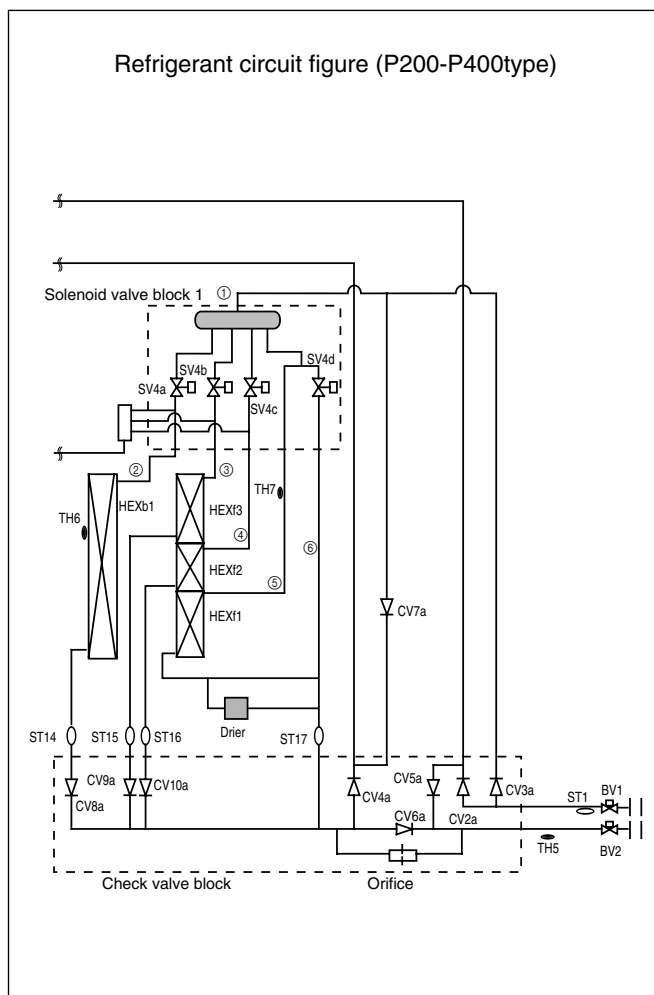 Refrigerant circuit figure (P200-P400type)
Solenoid valve block 1
①
SV4a
SV4b
SV4c
SV4d
②
③
TH7
TH6
HEXb1
HEXf3
④
⑥
HEXf2
⑤
HEXf1
CV7a
Drier
ST14
ST15
ST16
ST17
CV9a
CV10a
CV8a
CV4a
CV5a
CV6a
CV2a
CV3a
ST1
BV1
TH5
BV2
Check valve block
Orifice